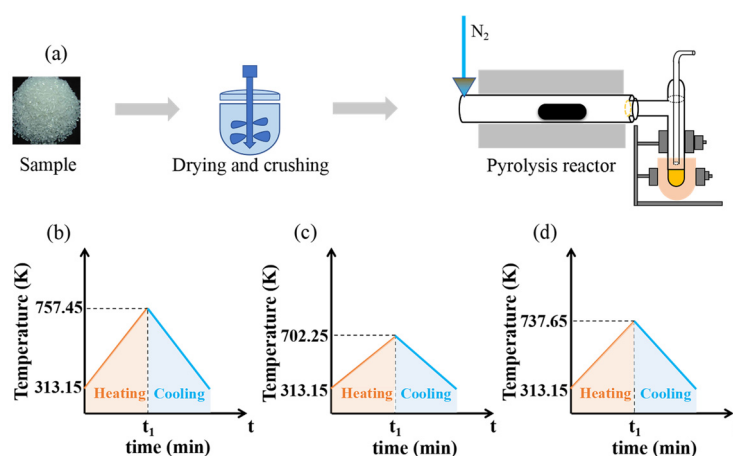 (a)
N₂
Sample
Drying and crushing
Pyrolysis reactor
(b)
Temperature (K)
757.45
313.15
Heating
Cooling
t₁
t
time (min)
(c)
Temperature (K)
702.25
313.15
Heating
Cooling
t₁
t
time (min)
(d)
Temperature (K)
737.65
313.15
Heating
Cooling
t₁
time (min)